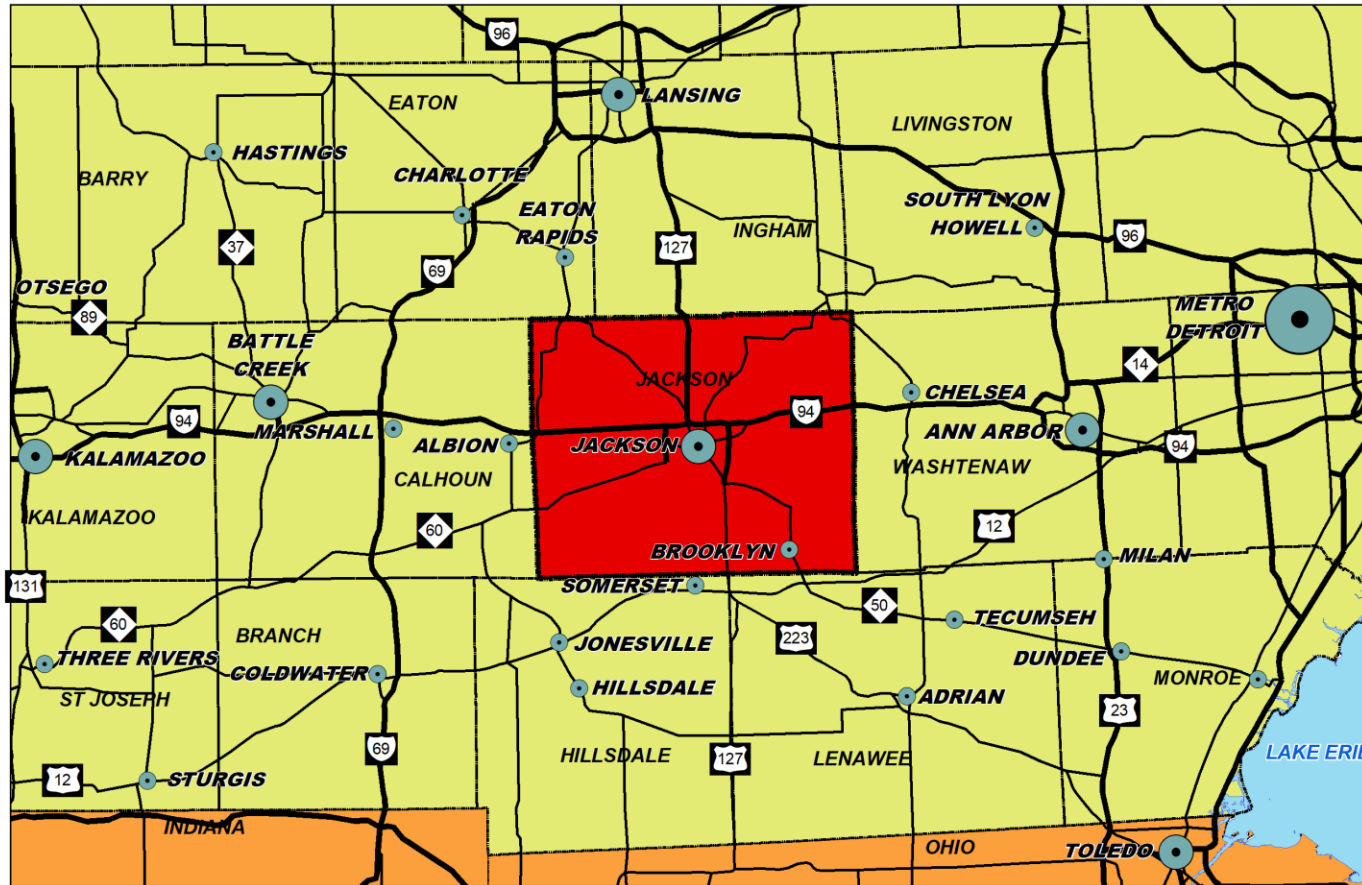 96
LANSING
EATON
LIVINGSTON
HASTINGS
BARRY
CHARLOTTE
EATON
RAPIDS
SOUTH LYON
HOWELL
INGHAM
37
127
96
69
OTSEGO
89
METRO
DETROIT
BATTLE
CREEK
14
JACKSON
CHELSEA
94
94
MARSHALL
ALBION
JACKSON
ANN ARBOR
94
KALAMAZOO
CALHOUN
WASHTENAW
KALAMAZOO
60
12
BROOKLYN
MILAN
131
SOMERSET
60
50
TECUMSEH
BRANCH
JONESVILLE
223
DUNDEE
THREE RIVERS
COLDWATER
MONROE
ST JOSEPH
HILLSDALE
ADRIAN
23
69
HILLSDALE
127
LENAWEE
LAKE ERIE
12
STURGIS
INDIANA
OHIO
TOLEDO